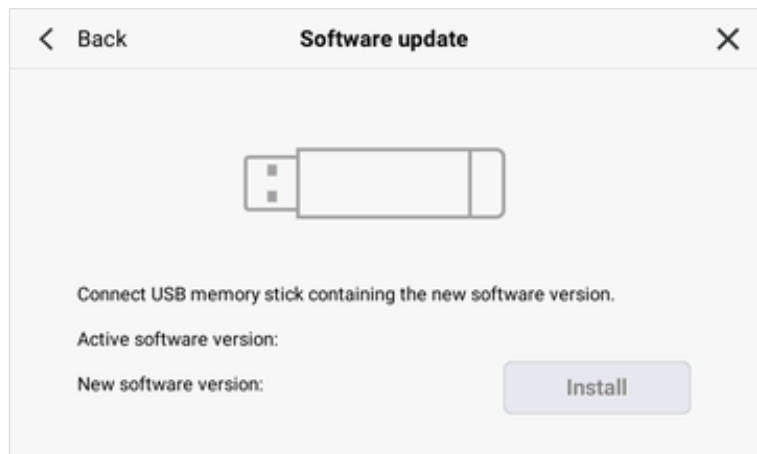 Back
Software update
Connect USB memory stick containing the new software version.
Active software version:
New software version:
Install